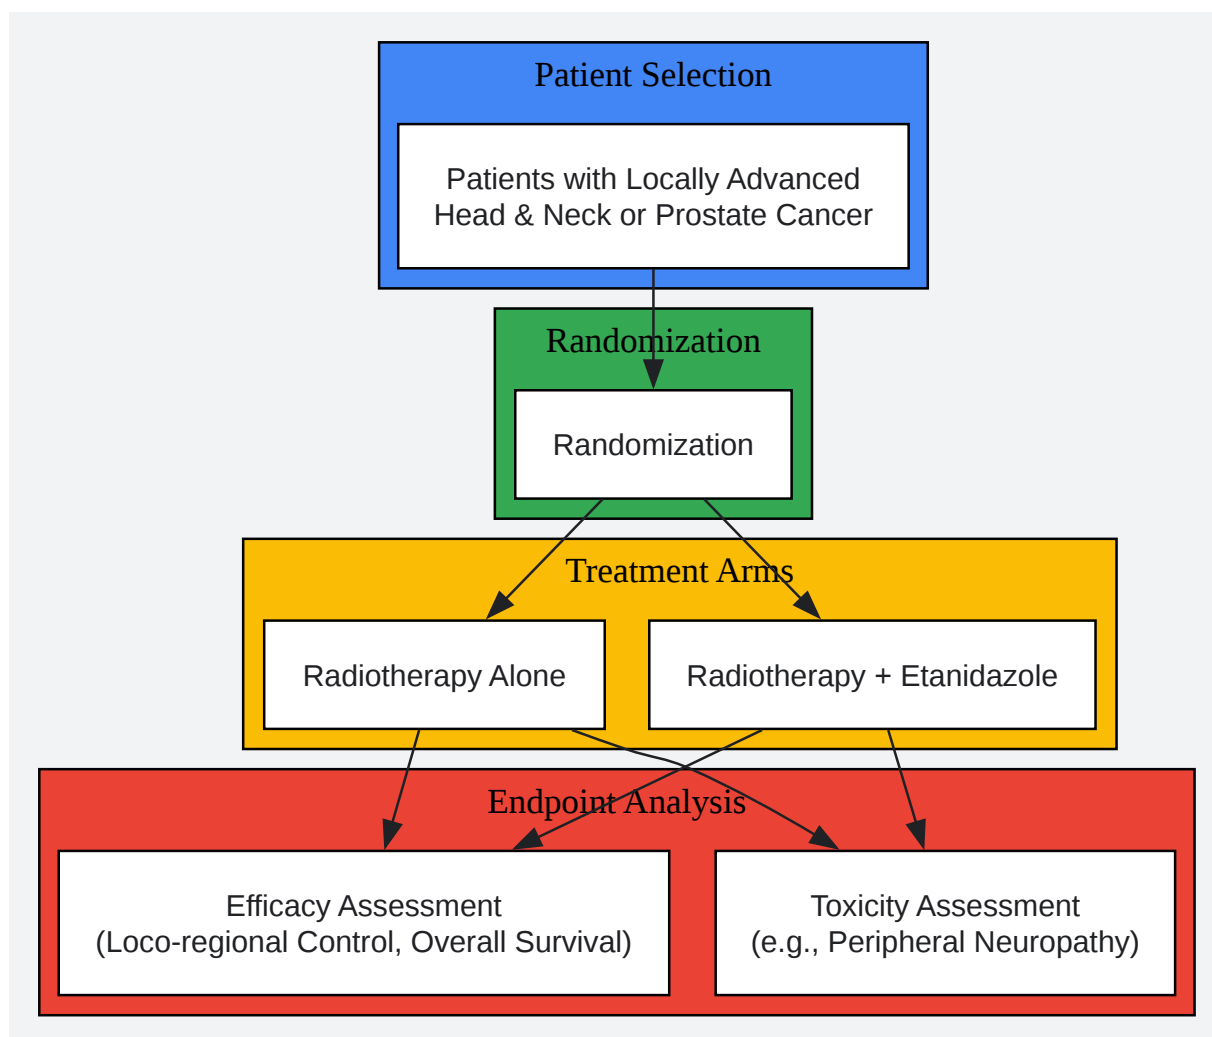 Patient Selection
Patients with Locally Advanced
Head & Neck or Prostate Cancer
Randomization
Randomization
Treatment Arms
Radiotherapy Alone
Radiotherapy + Etanidazole
Endpoint Analysis
Efficacy Assessment
(Loco-regional Control, Overall Survival)
Toxicity Assessment
(e.g., Peripheral Neuropathy)